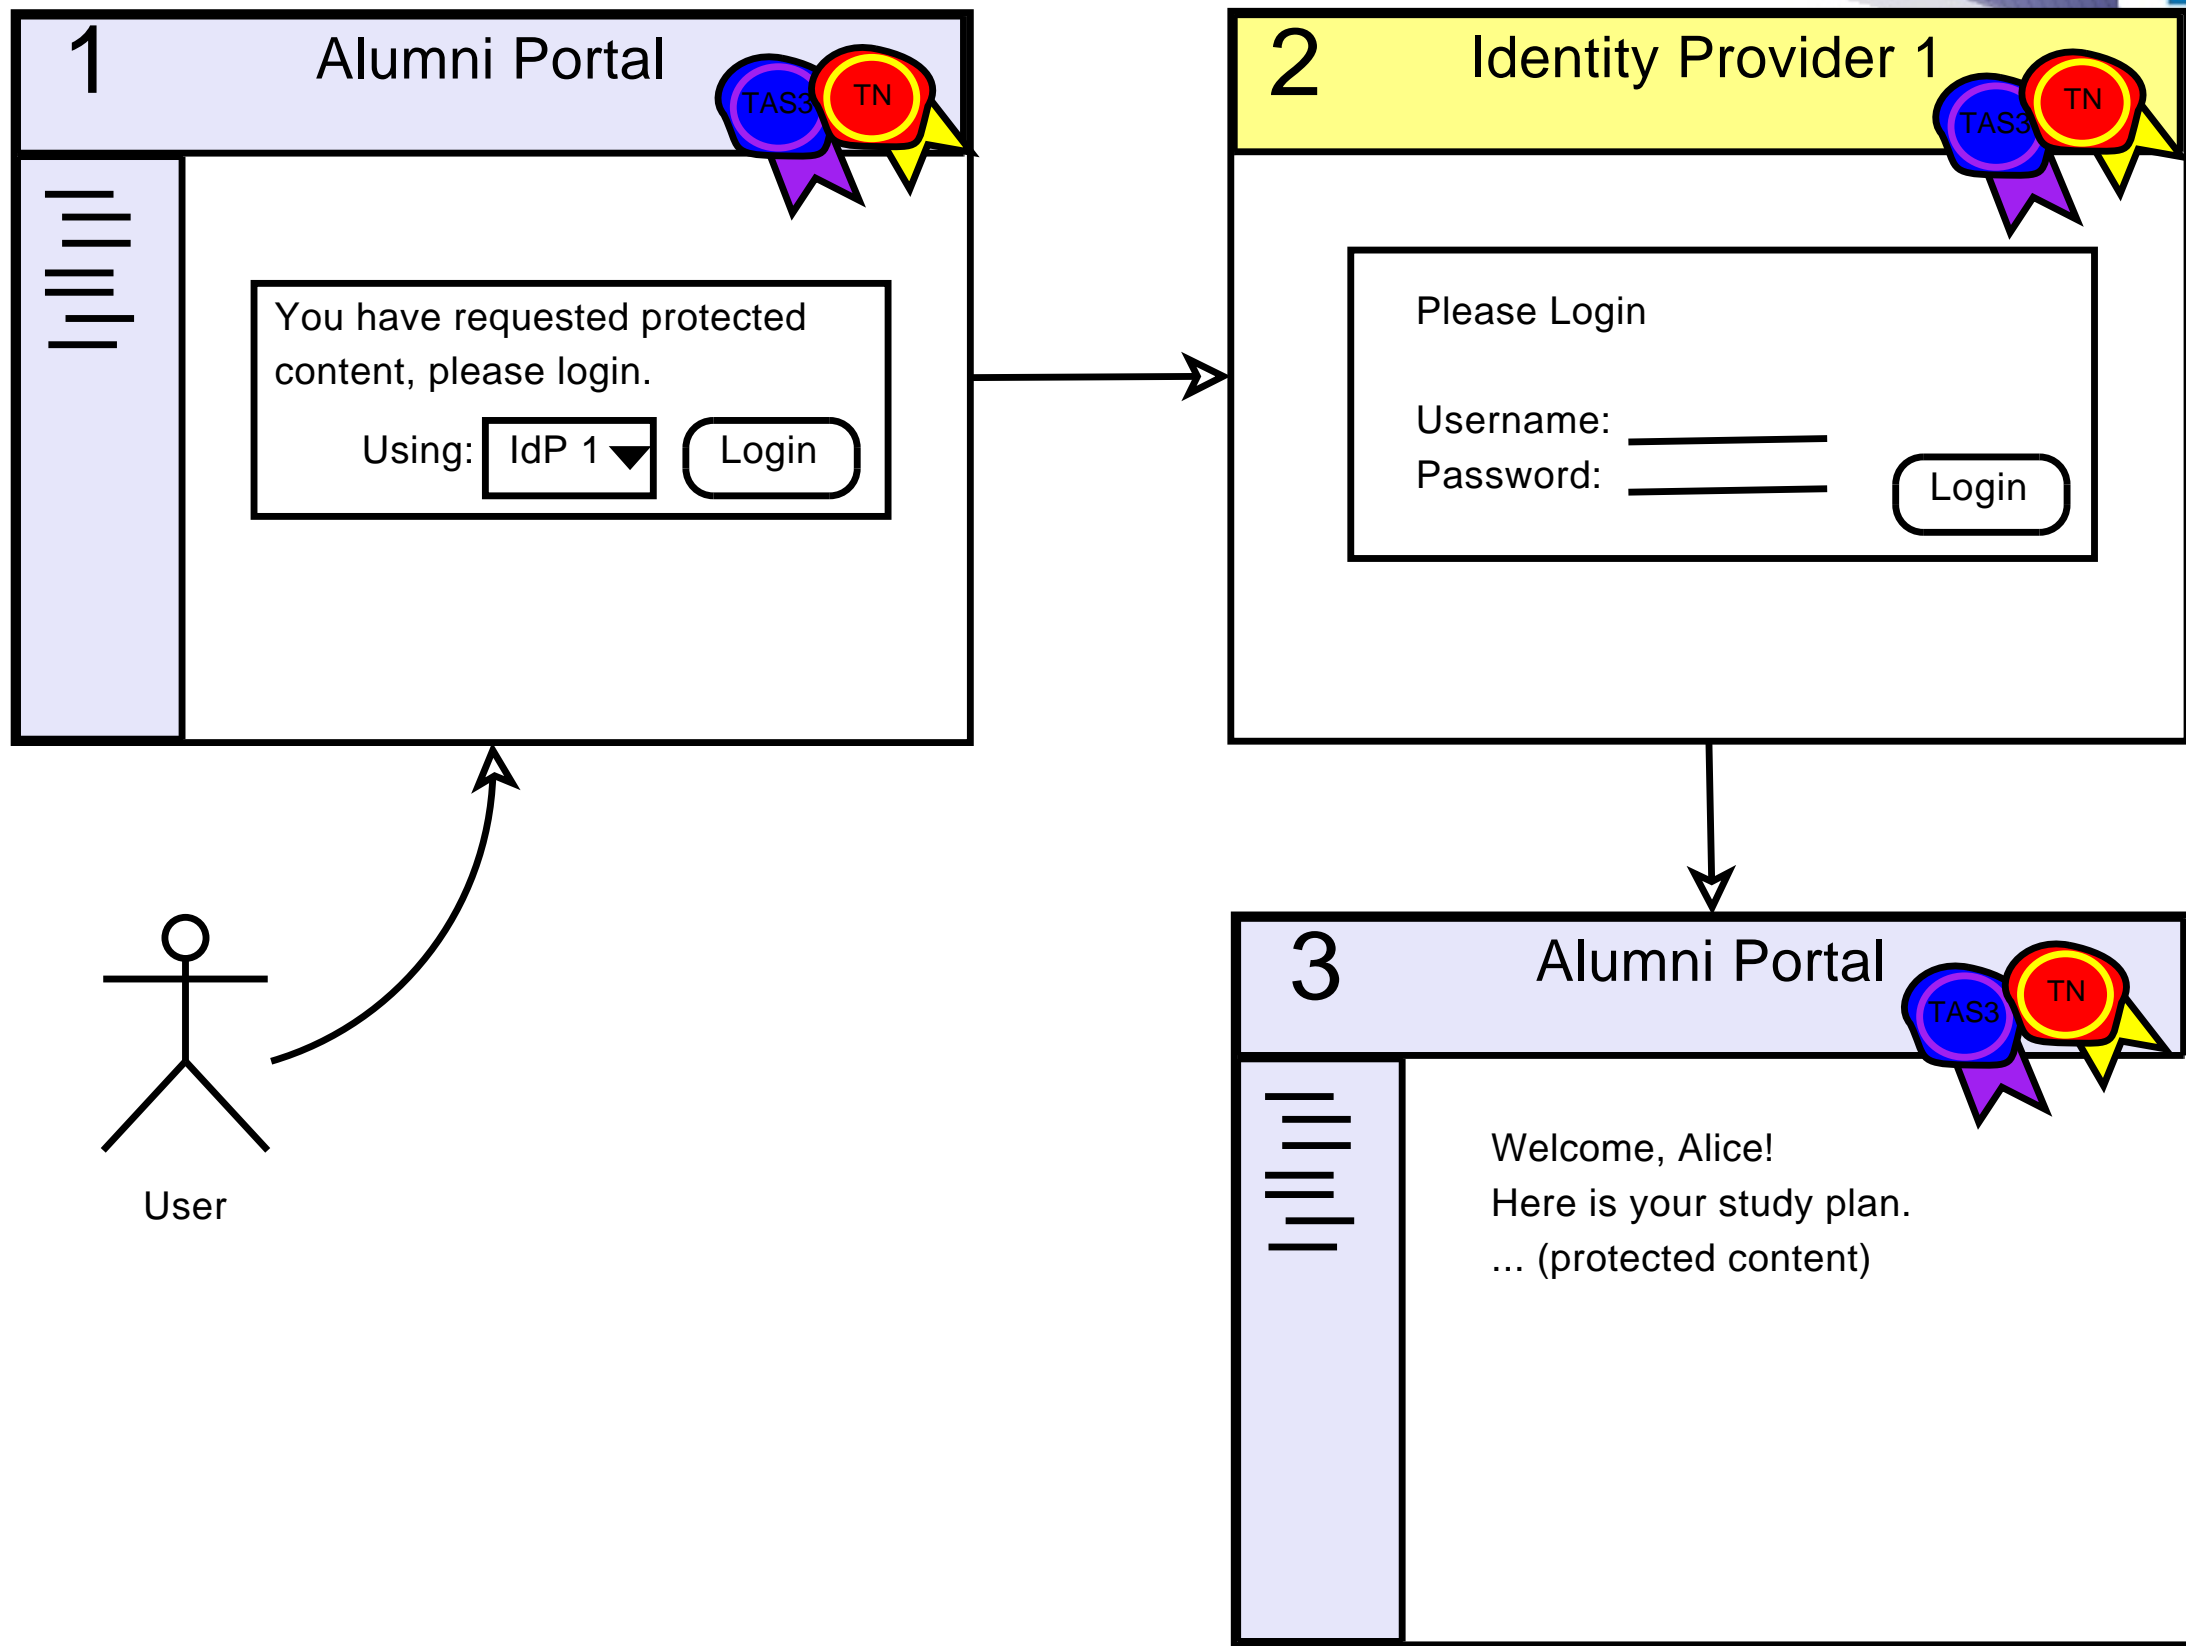 1
Alumni Portal
TAS3
TN
You have requested protected
content, please login.
Using:
IdP 1
Login
2
Identity Provider 1
TAS3
TN
Please Login
Username:
Password:
Login
User
3
Alumni Portal
TAS3
TN
Welcome, Alice!
Here is your study plan.
... (protected content)